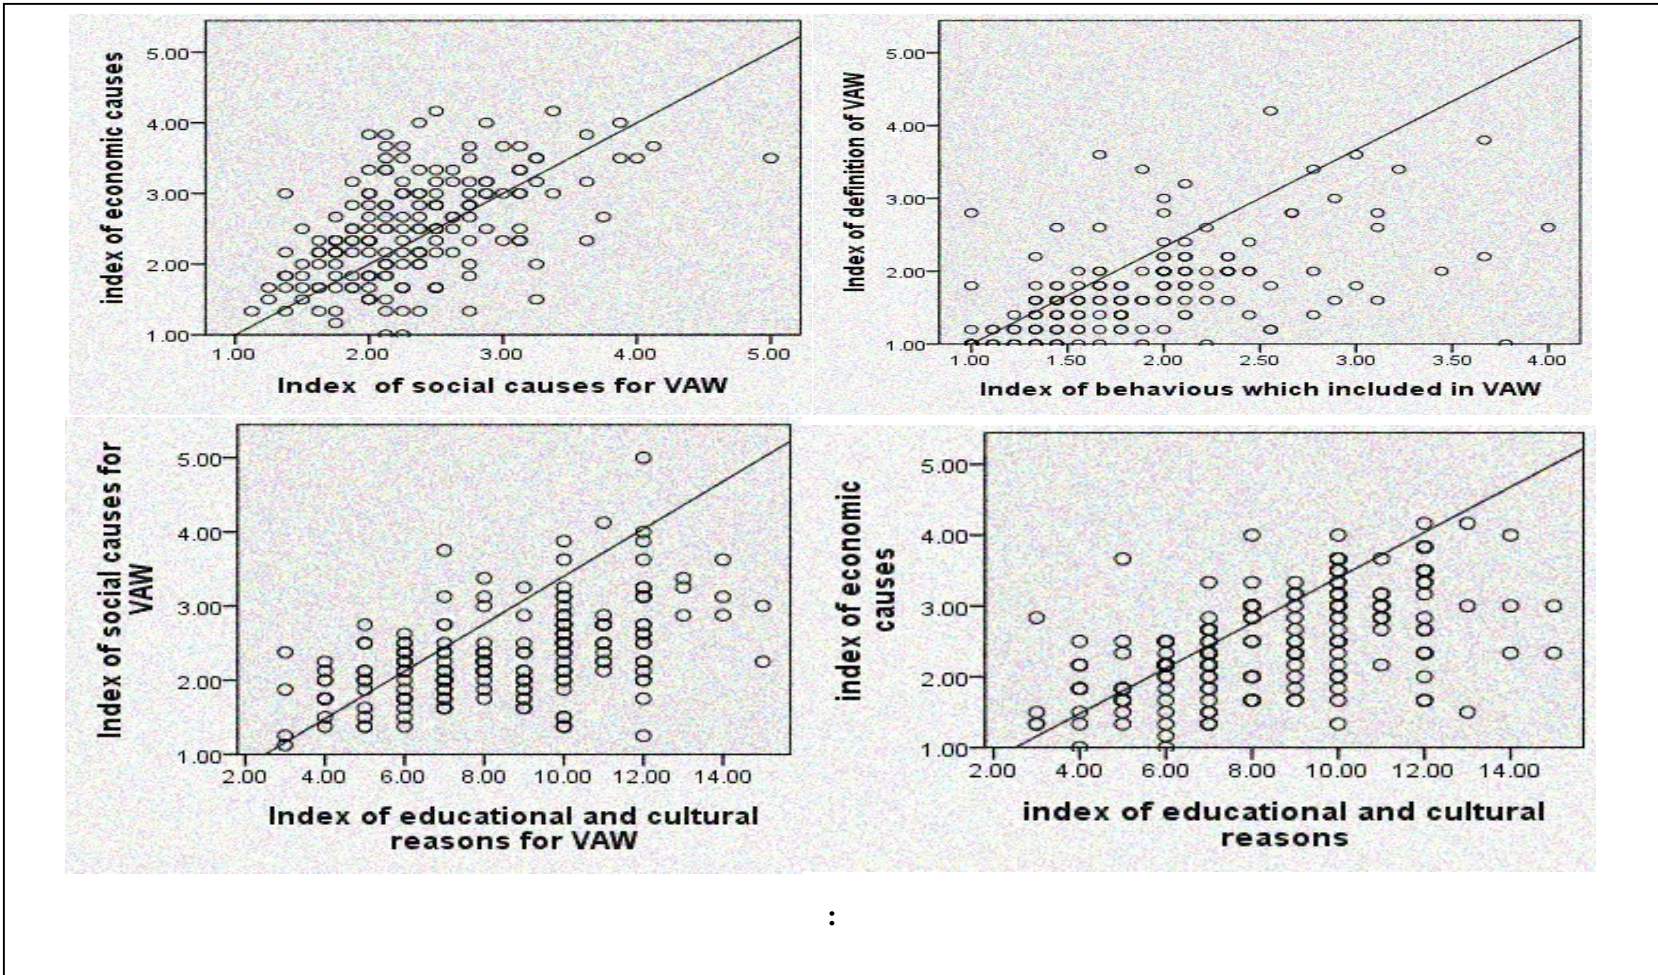 index of economic causes
5.00
4.00
3.00
2.00
1.00
1.00 2.00 3.00 4.00 5.00
Index of social causes for VAW
Index of definition of VAW
5.00
4.00
3.00
2.00
1.00
1.00 1.50 2.00 2.50 3.00 3.50 4.00
Index of behavious which included in VAW
Index of social causes for
VAW
5.00
4.00
3.00
2.00
1.00
2.00 4.00 6.00 8.00 10.00 12.00 14.00
Index of educational and cultural
reasons for VAW
index of economic
causes
5.00
4.00
3.00
2.00
1.00
2.00 4.00 6.00 8.00 10.00 12.00 14.00
index of educational and cultural
reasons
: